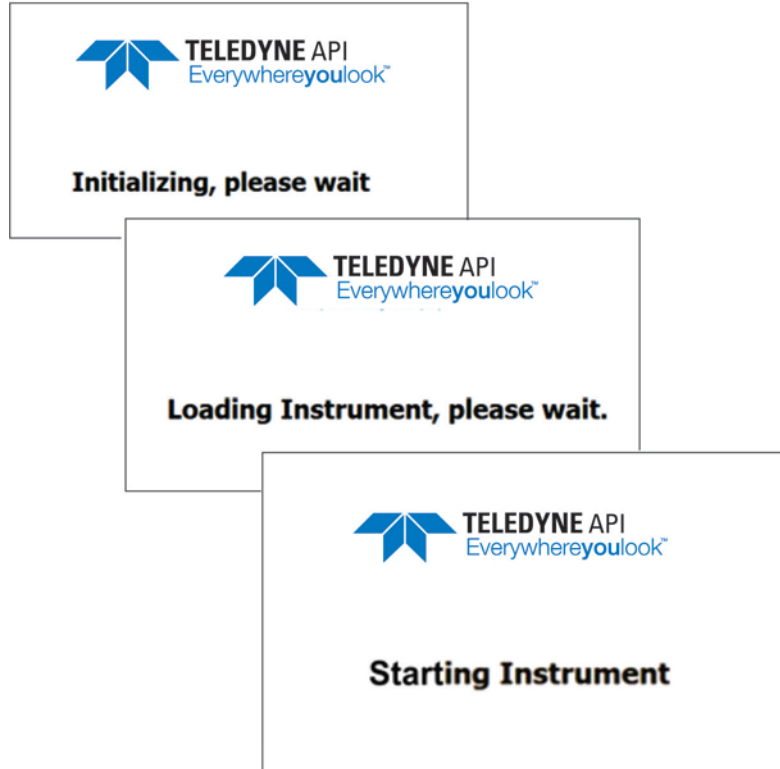 TELEDYNE API
Everywhereyoulook™
Initializing, please wait
TELEDYNE API
Everywhereyoulook™
Loading Instrument, please wait.
TELEDYNE API
Everywhereyoulook™
Starting Instrument